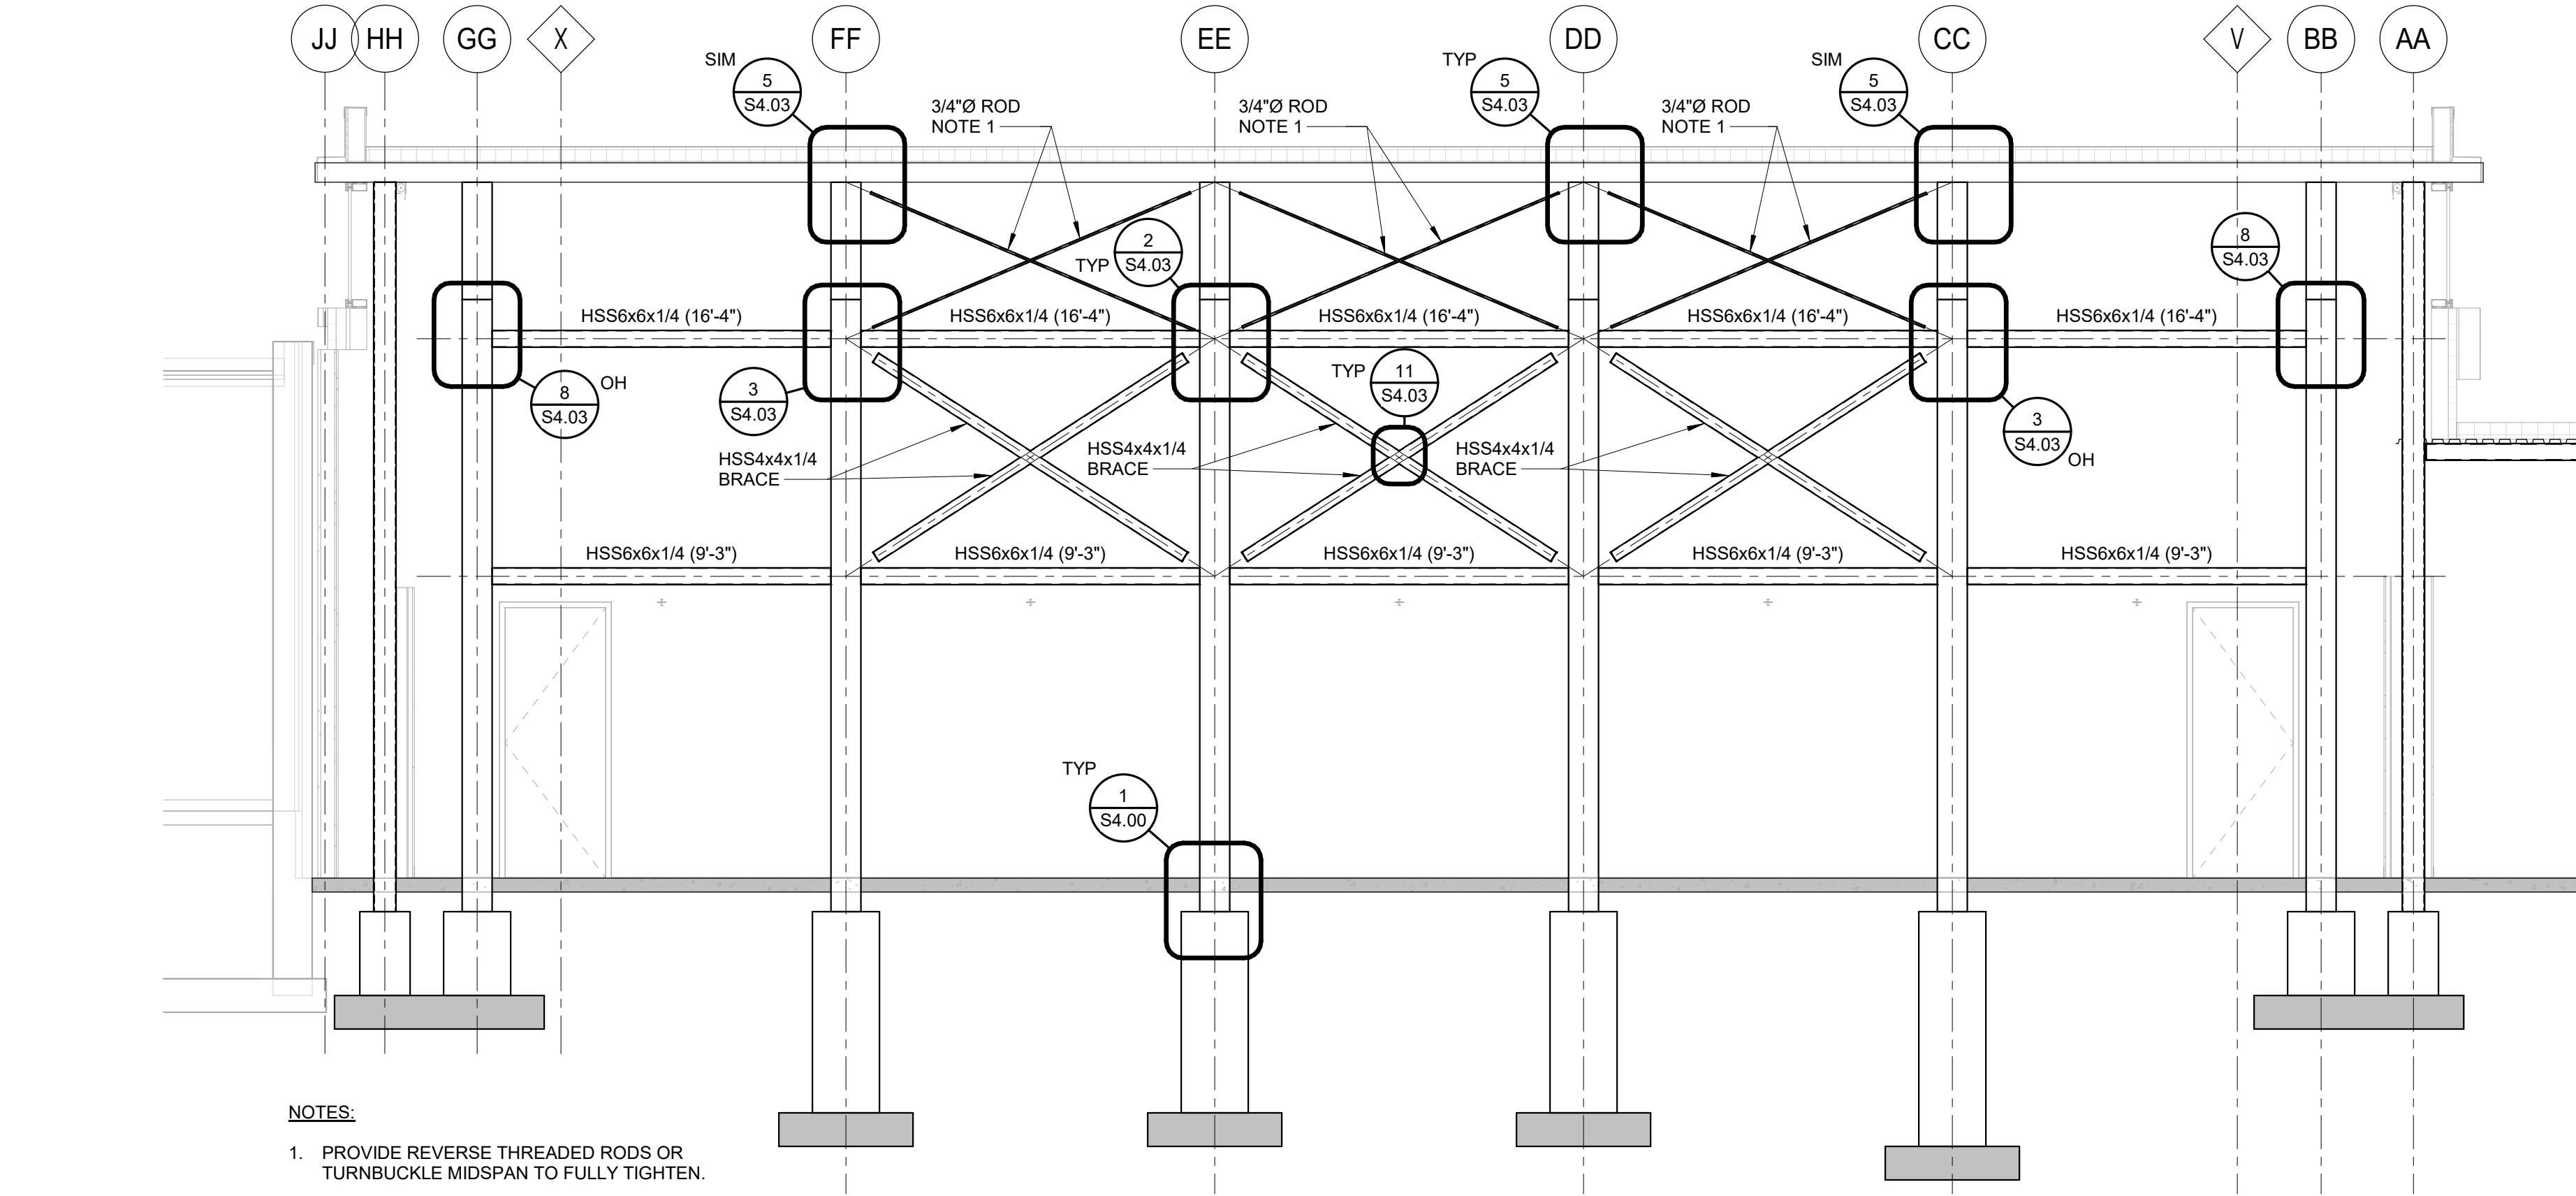 JJ HH GG X FF EE DD CC V BB AA
SIM
5
S4.03
3/4"Ø ROD
NOTE 1
3/4"Ø ROD
NOTE 1
TYP
5
S4.03
3/4"Ø ROD
NOTE 1
SIM
5
S4.03
2
S4.03
TYP
8
S4.03
HSS6x6x1/4 (16'-4")
HSS6x6x1/4 (16'-4")
HSS6x6x1/4 (16'-4")
HSS6x6x1/4 (16'-4")
HSS6x6x1/4 (16'-4")
8
S4.03
OH
3
S4.03
TYP
11
S4.03
3
S4.03
OH
HSS4x4x1/4
BRACE
HSS4x4x1/4
BRACE
HSS4x4x1/4
BRACE
HSS6x6x1/4 (9'-3")
HSS6x6x1/4 (9'-3")
HSS6x6x1/4 (9'-3")
HSS6x6x1/4 (9'-3")
HSS6x6x1/4 (9'-3")
TYP
1
S4.00
NOTES:
1. PROVIDE REVERSE THREADED RODS OR
TURNBUCKLE MIDSPAN TO FULLY TIGHTEN.